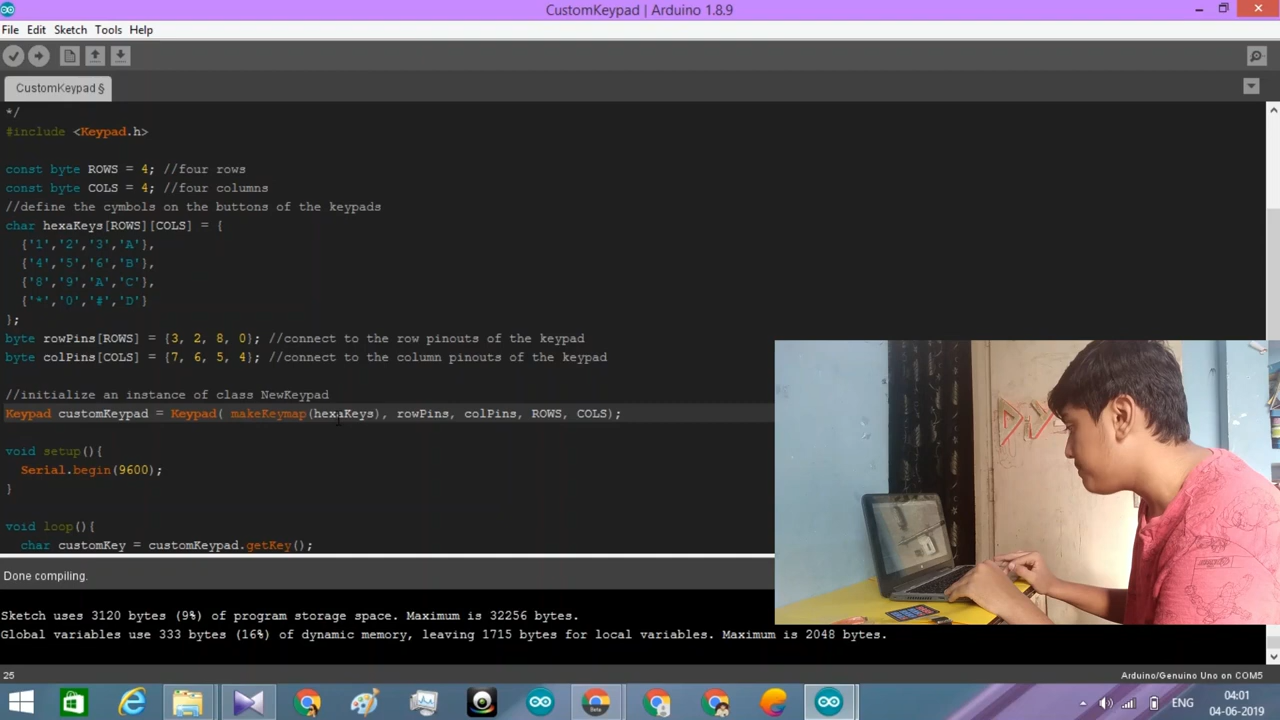 CustomKeypad | Arduino 1.8.9
File Edit Sketch Tools Help
CustomKeypad §
*/
#include <Keypad.h>
const byte ROWS = 4; //four rows
const byte COLS = 4; //four columns
//define the cymbols on the buttons of the keypads
char hexaKeys[ROWS][COLS] = {
{'1','2','3','A'},
{'4','5','6','B'},
{'8','9','A','C'},
{'*','0','#','D'}
};
byte rowPins[ROWS] = {3, 2, 8, 0}; //connect to the row pinouts of the keypad
byte colPins[COLS] = {7, 6, 5, 4}; //connect to the column pinouts of the keypad
//initialize an instance of class NewKeypad
Keypad customKeypad = Keypad( makeKeymap(hexaKeys), rowPins, colPins, ROWS, COLS);
void setup(){
Serial.begin(9600);
}
void loop(){
char customKey = customKeypad.getKey();
DIY
Done compiling.
Sketch uses 3120 bytes (9%) of program storage space. Maximum is 32256 bytes.
Global variables use 333 bytes (16%) of dynamic memory, leaving 1715 bytes for local variables. Maximum is 2048 bytes.
25
Arduino/Genuino Uno on COM5
Beta
ENG
04:01
04-06-2019